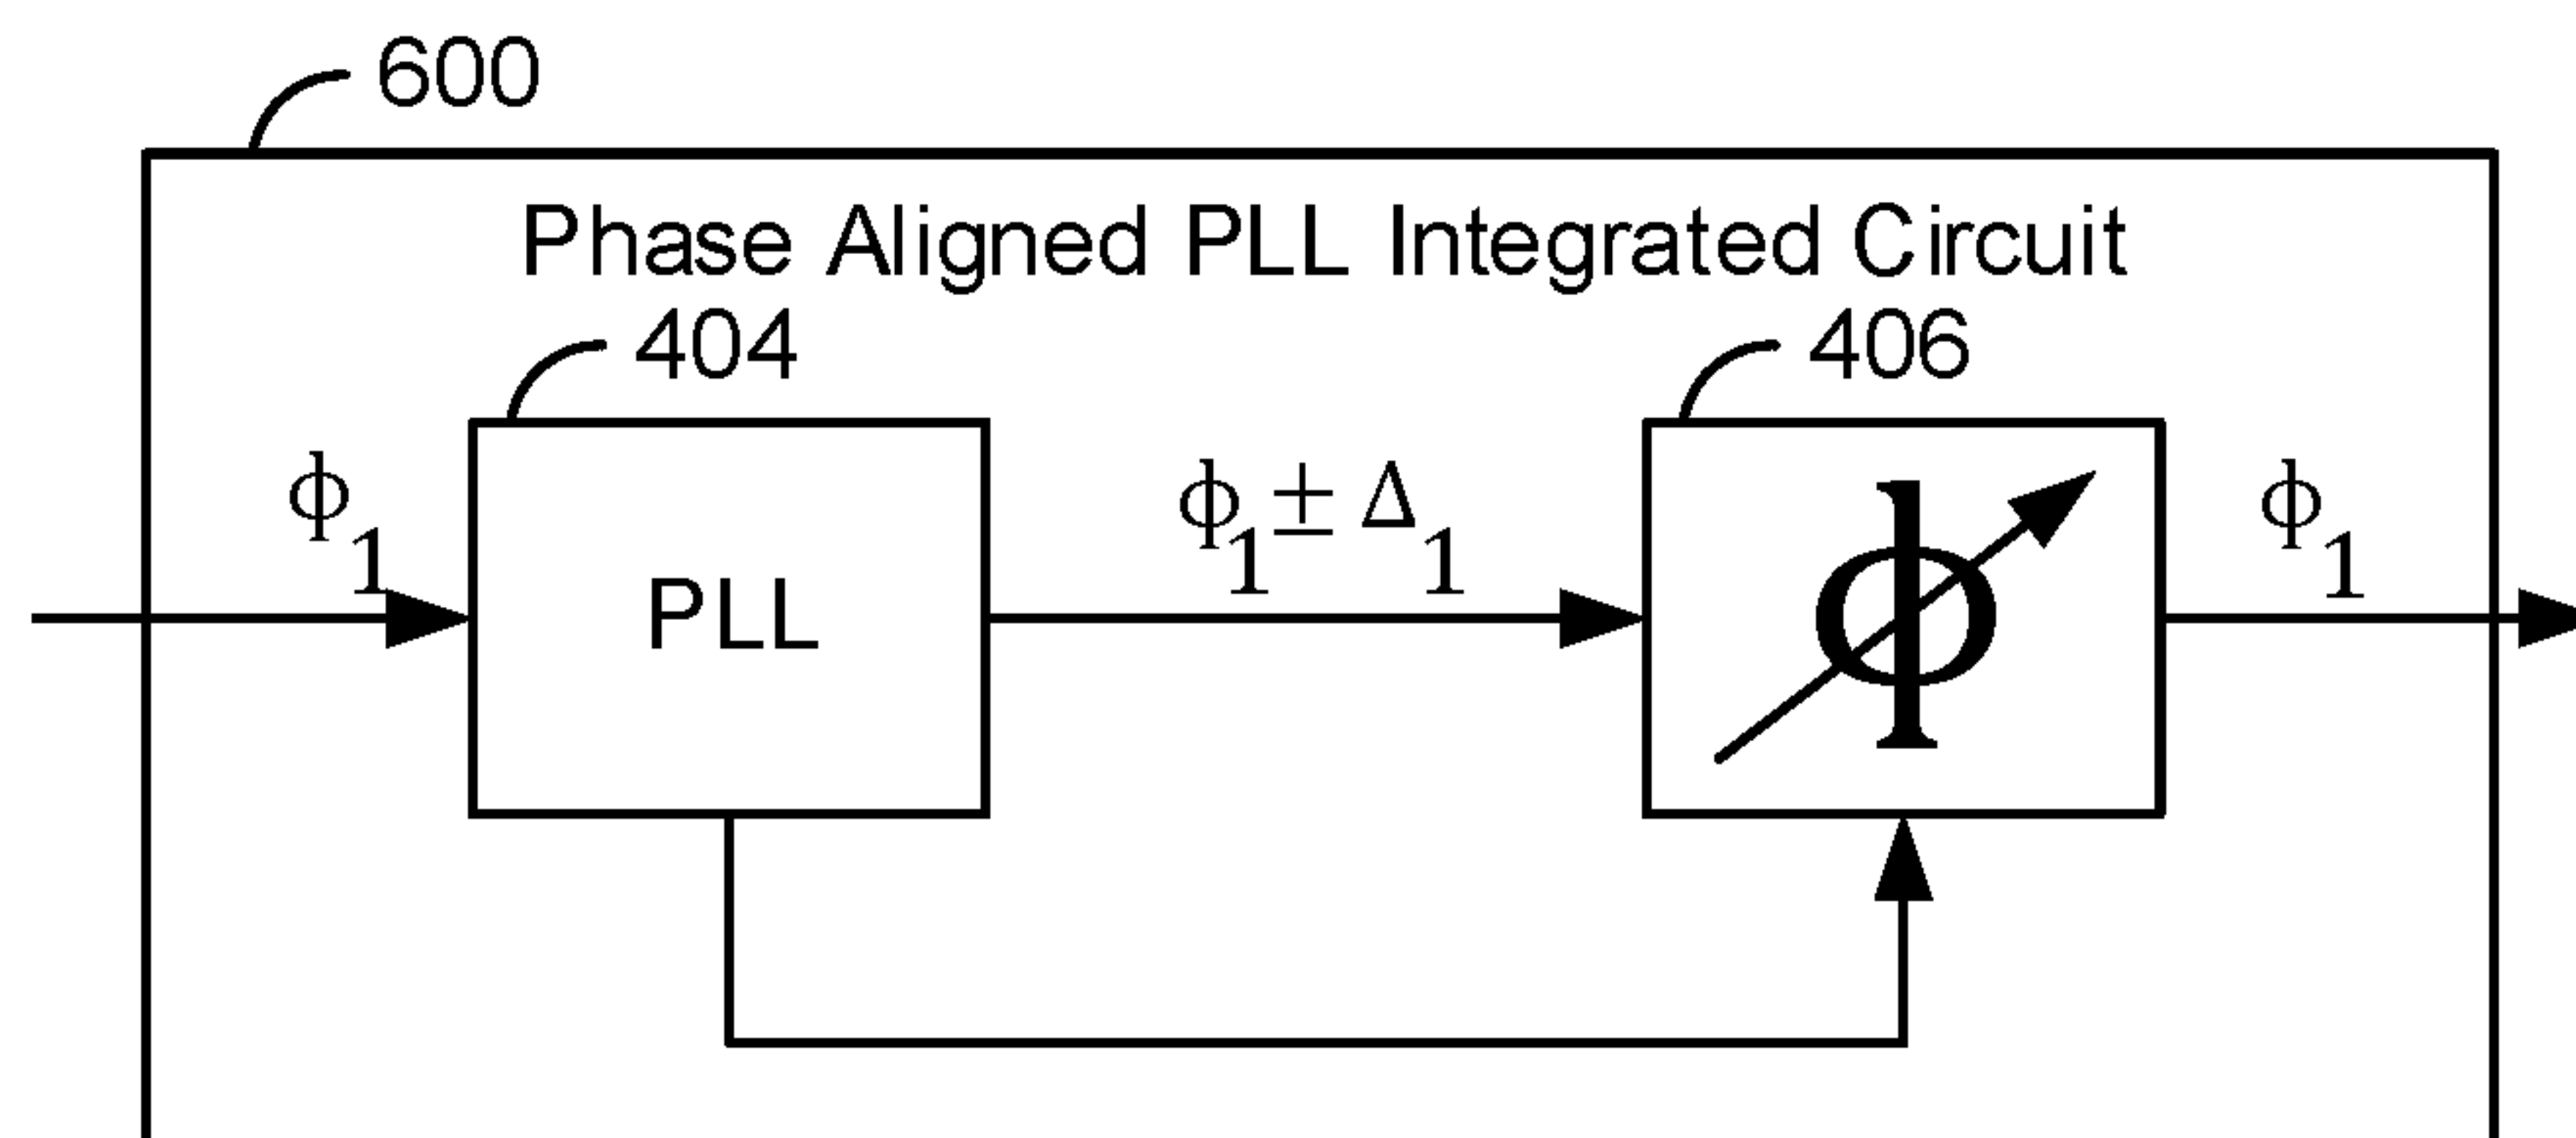 600
Phase Aligned PLL Integrated Circuit
404
406
ϕ1
ϕ1 ± Δ1
ϕ1
PLL
ϕ